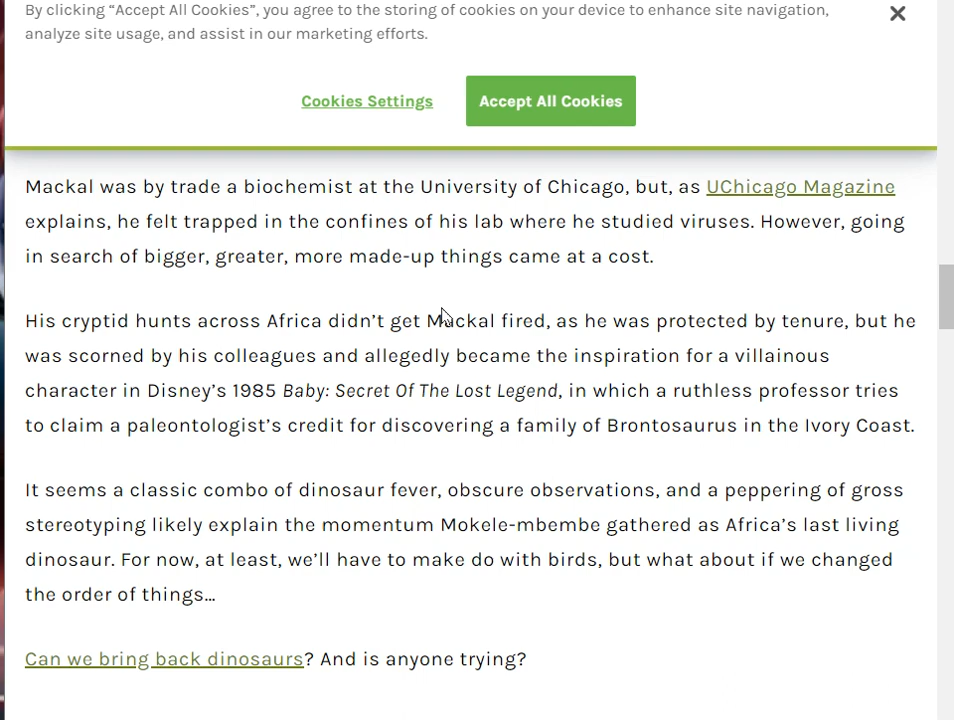 By clicking “Accept All Cookies”, you agree to the storing of cookies on your device to enhance site navigation,
analyze site usage, and assist in our marketing efforts.
Cookies Settings
Accept All Cookies
Mackal was by trade a biochemist at the University of Chicago, but, as UChicago Magazine
explains, he felt trapped in the confines of his lab where he studied viruses. However, going
in search of bigger, greater, more made-up things came at a cost.
His cryptid hunts across Africa didn’t get Mackal fired, as he was protected by tenure, but he
was scorned by his colleagues and allegedly became the inspiration for a villainous
character in Disney’s 1985 Baby: Secret Of The Lost Legend, in which a ruthless professor tries
to claim a paleontologist’s credit for discovering a family of Brontosaurus in the Ivory Coast.
It seems a classic combo of dinosaur fever, obscure observations, and a peppering of gross
stereotyping likely explain the momentum Mokele-mbembe gathered as Africa’s last living
dinosaur. For now, at least, we’ll have to make do with birds, but what about if we changed
the order of things…
Can we bring back dinosaurs? And is anyone trying?